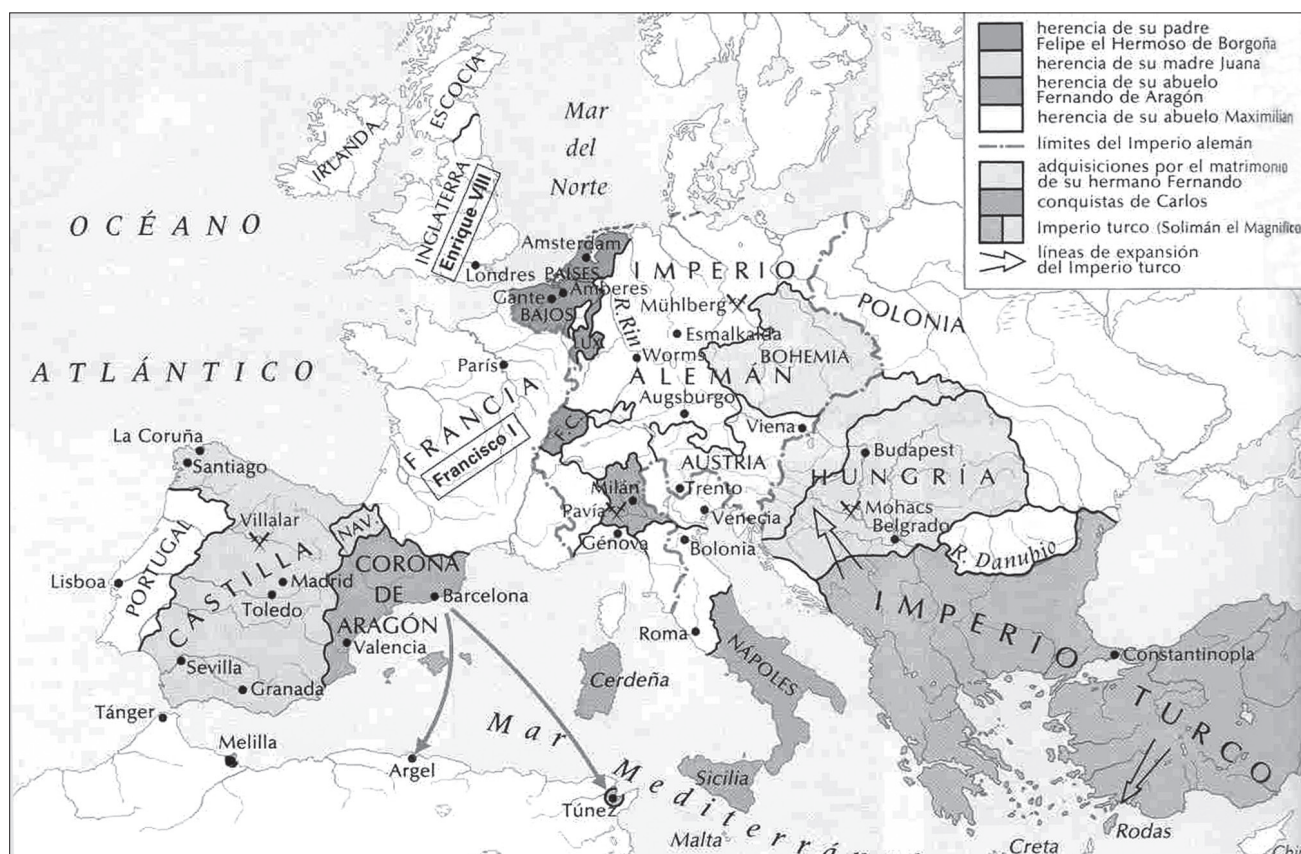 herencia de su padre
Felipe el Hermoso de Borgoña
herencia de su madre Juana
herencia de su abuelo
Fernando de Aragón
herencia de su abuelo Maximilian
límites del Imperio alemán
adquisiciones por el matrimonio
de su hermano Fernando
conquistas de Carlos
Imperio turco (Solimán el Magnífico
líneas de expansión
del Imperio turco
ESCOCIA
IRLANDA
INGLATERRA
Enrique VIII
Londres
Mar
del
Norte
OCÉANO
ATLÁNTICO
Amsterdam
PAISES
Amberes
Gante
BAJOS
LUX
R. Rin
IMPERIO
ALEMÁN
Mühlberg
Esmalkalda
Worms
BOHEMIA
Augsburgo
POLONIA
París
FRANCIA
Francisco I
F.C.
Viena
AUSTRIA
HUNGRÍA
Budapest
Mohacs
Belgrado
R. Danubio
Trento
Milán
Pavía
Venecia
Génova
Bolonia
La Coruña
Santiago
Villalar
NAV.
PORTUGAL
Lisboa
CASTILLA
Madrid
Toledo
CORONA
DE
ARAGÓN
Barcelona
Valencia
Sevilla
Granada
Roma
NÁPOLES
Cerdeña
Sicilia
IMPERIO
TURCO
Constantinopla
Tánger
Melilla
Argel
Túnez
Mar
Mediterrá
Malta
Creta
Rodas